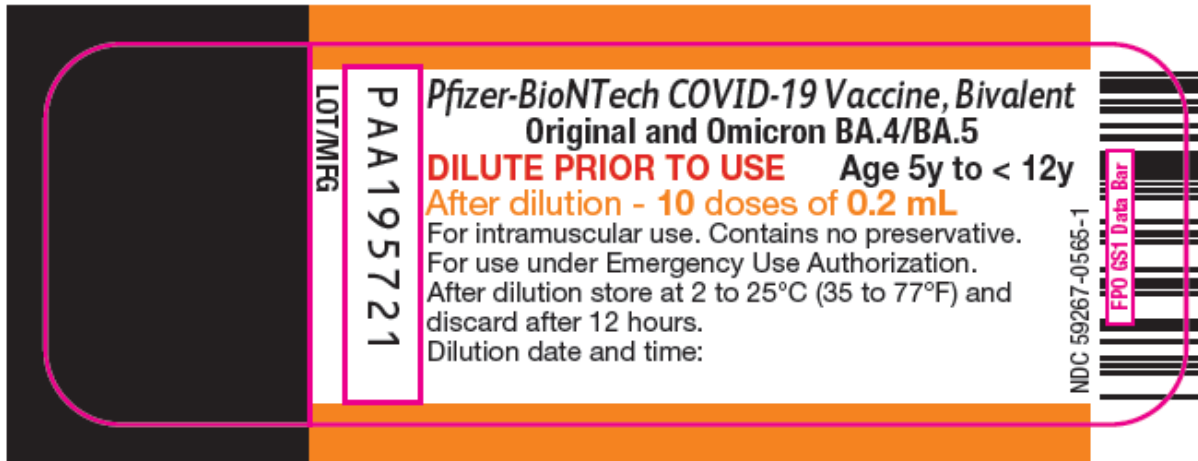 LOT/MFG
PAA195721
Pfizer-BioNTech COVID-19 Vaccine, Bivalent
Original and Omicron BA.4/BA.5
DILUTE PRIOR TO USE Age 5y to < 12y
After dilution - 10 doses of 0.2 mL
For intramuscular use. Contains no preservative.
For use under Emergency Use Authorization.
After dilution store at 2 to 25°C (35 to 77°F) and
discard after 12 hours.
Dilution date and time:
NDC 59267-0565-1
FPO GS1 Data Bar